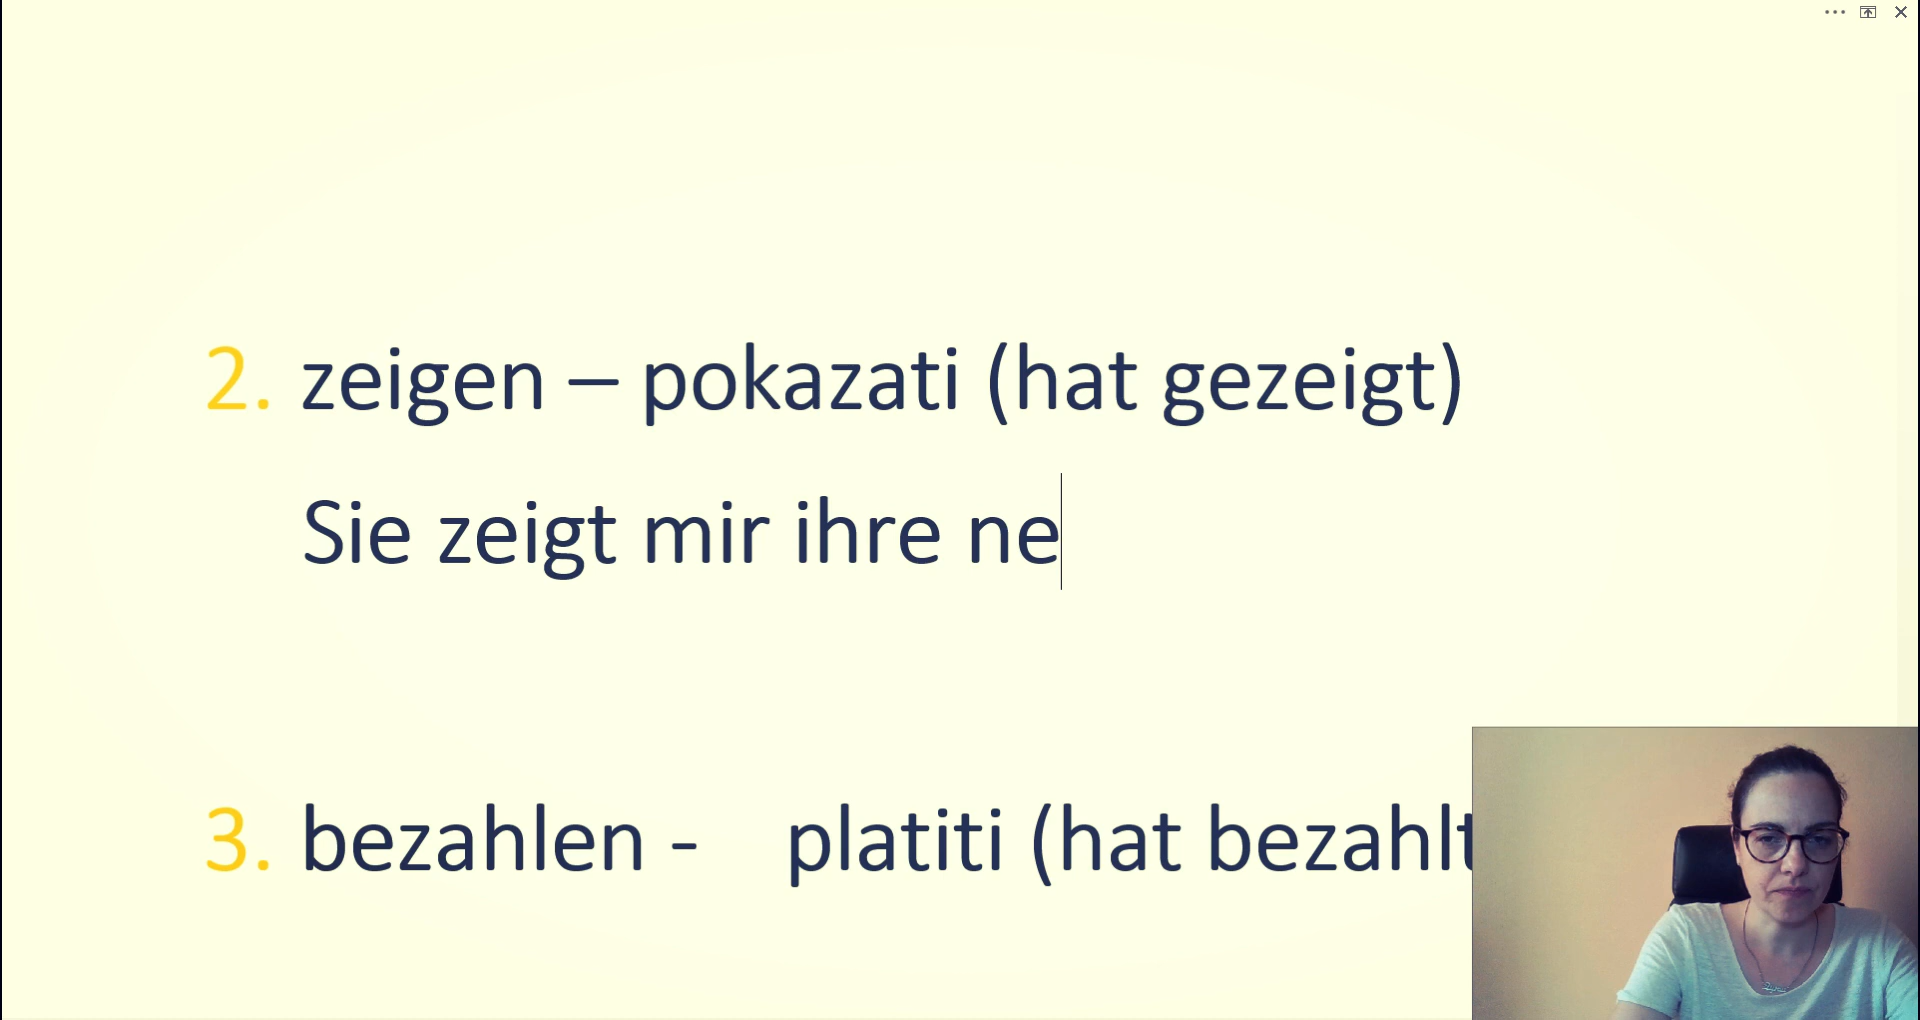 2. zeigen – pokazati (hat gezeigt)
Sie zeigt mir ihre ne
3. bezahlen - platiti (hat bezahlt